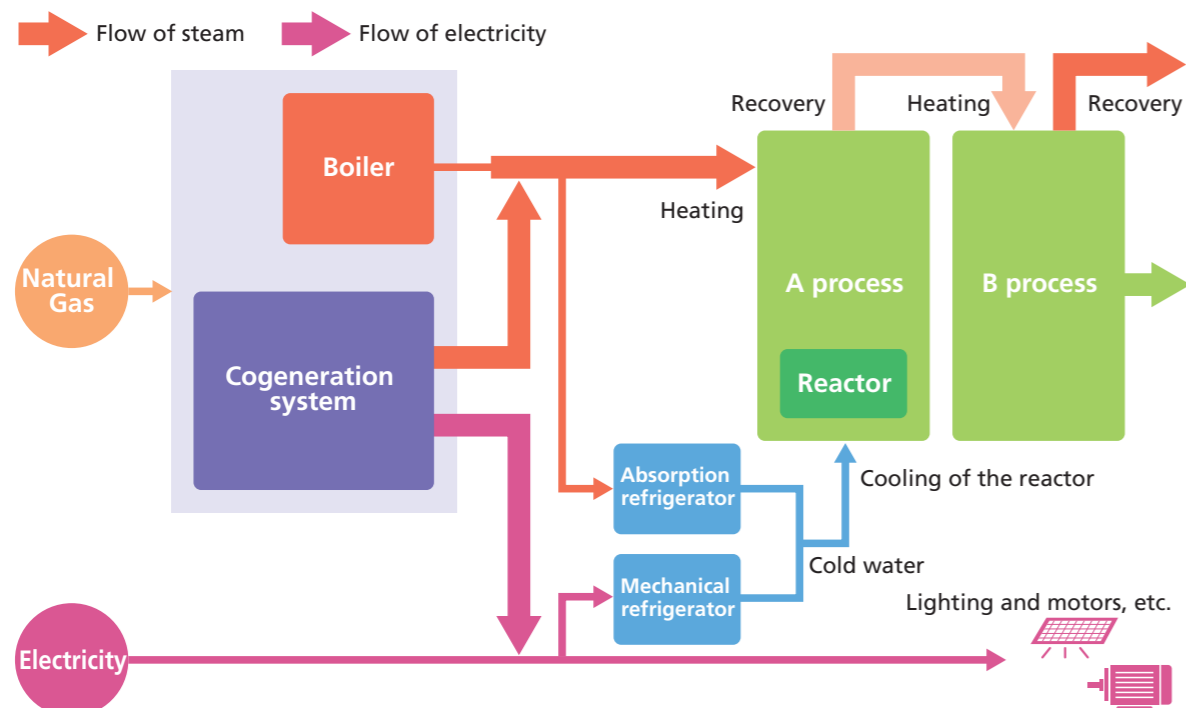 Flow of steam
Flow of electricity
Recovery
Heating
Recovery
Boiler
Heating
Natural
Gas
A process
B process
Cogeneration
system
Reactor
Absorption
refrigerator
Cooling of the reactor
Cold water
Mechanical
refrigerator
Lighting and motors, etc.
Electricity